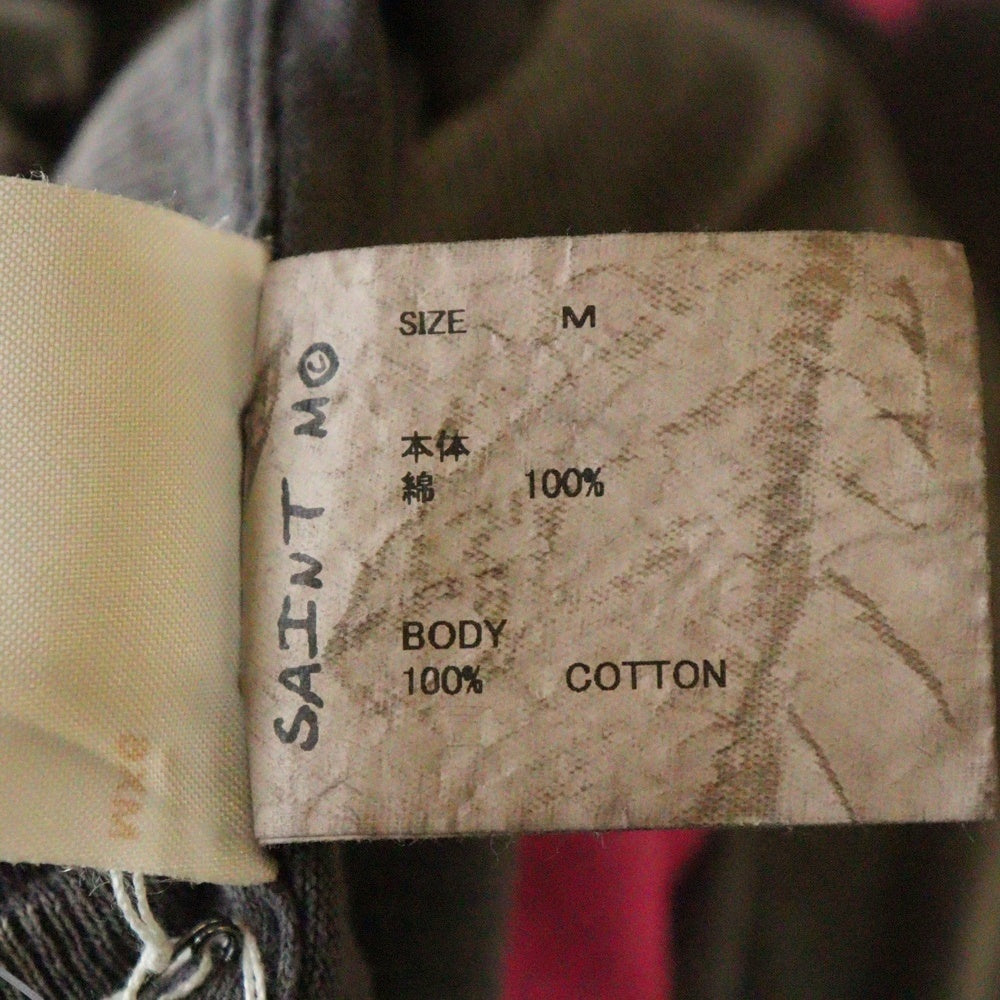 SIZE M
本体
綿 100%
BODY
100% COTTON
SAINT M©